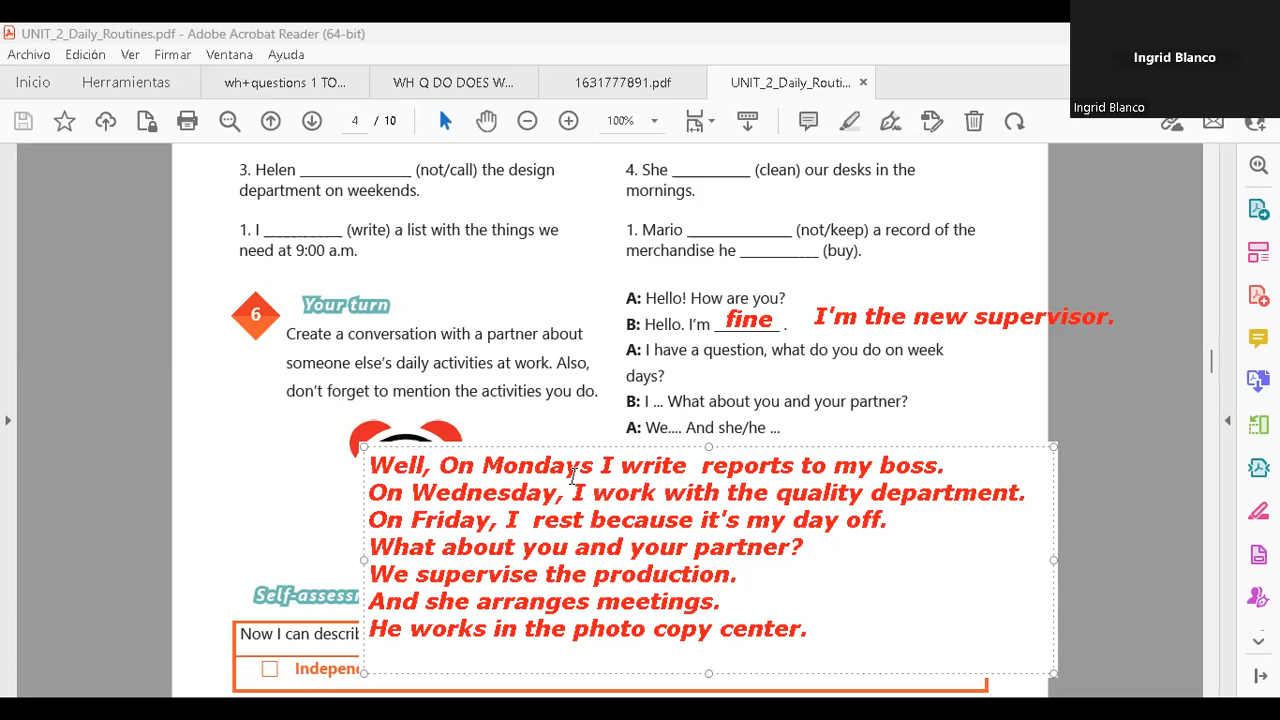 UNIT_2_Daily_Routines.pdf - Adobe Acrobat Reader (64-bit)
Ingrid Blanco
Archivo Edición Ver Firmar Ventana Ayuda
Inicio Herramientas wh+questions 1 TO... WH Q DO DOES W... 1631777891.pdf UNIT_2_Daily_Routi... ×
Ingrid Blanco
4 / 10 100%
3. Helen _______________ (not/call) the design
department on weekends.
1. I ___________ (write) a list with the things we
need at 9:00 a.m.
4. She ___________ (clean) our desks in the
mornings.
1. Mario ______________ (not/keep) a record of the
merchandise he ___________ (buy).
6 Your turn
Create a conversation with a partner about
someone else's daily activities at work. Also,
don't forget to mention the activities you do.
A: Hello! How are you?
B: Hello. I'm fine . I'm the new supervisor.
A: I have a question, what do you do on week
days?
B: I ... What about you and your partner?
A: We.... And she/he ...
Well, On Mondays I write reports to my boss.
On Wednesday, I work with the quality department.
On Friday, I rest because it's my day off.
What about you and your partner?
We supervise the production.
And she arranges meetings.
He works in the photo copy center.
Self-assessm
Now I can describ
Independ